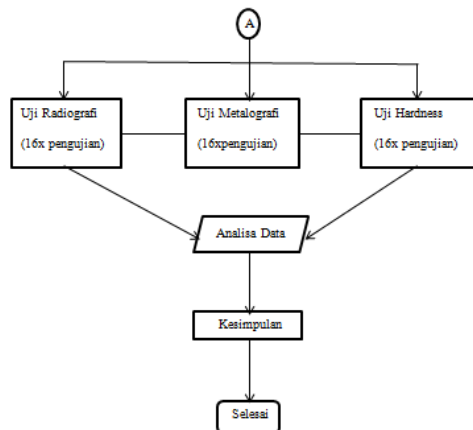 A
Uji Radiografi
(16x pengujian)
Uji Metalografi
(16xpengujian)
Uji Hardness
(16x pengujian)
Analisa Data
Kesimpulan
Selesai